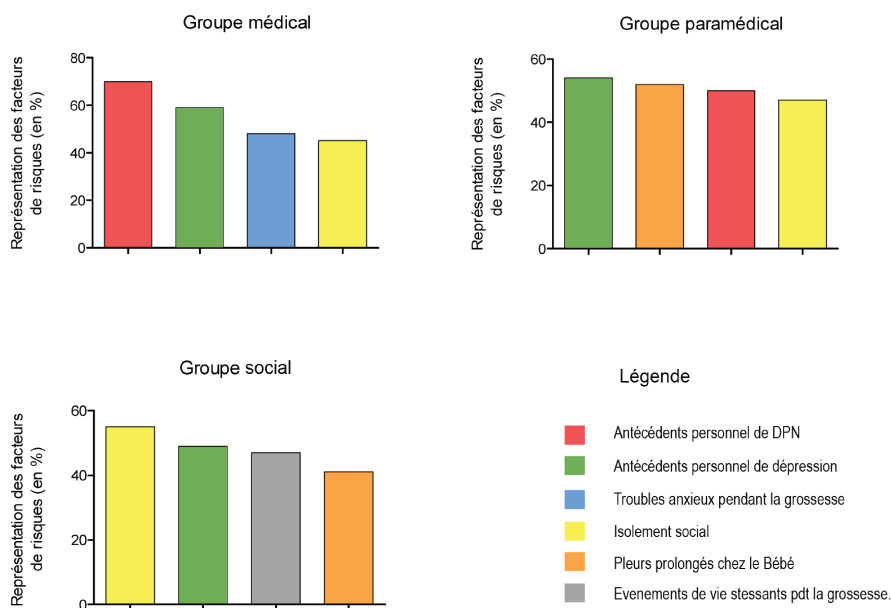 Groupe médical
Représentation des facteurs
de risques (en %)
80
60
40
20
0
Groupe paramédical
Représentation des facteurs
de risques (en %)
60
40
20
0
Groupe social
Représentation des facteurs
de risques (en %)
60
40
20
0
Légende
Antécédents personnel de DPN
Antécédents personnel de dépression
Troubles anxieux pendant la grossesse
Isolement social
Pleurs prolongés chez le Bébé
Evenements de vie stessants pdt la grossesse.